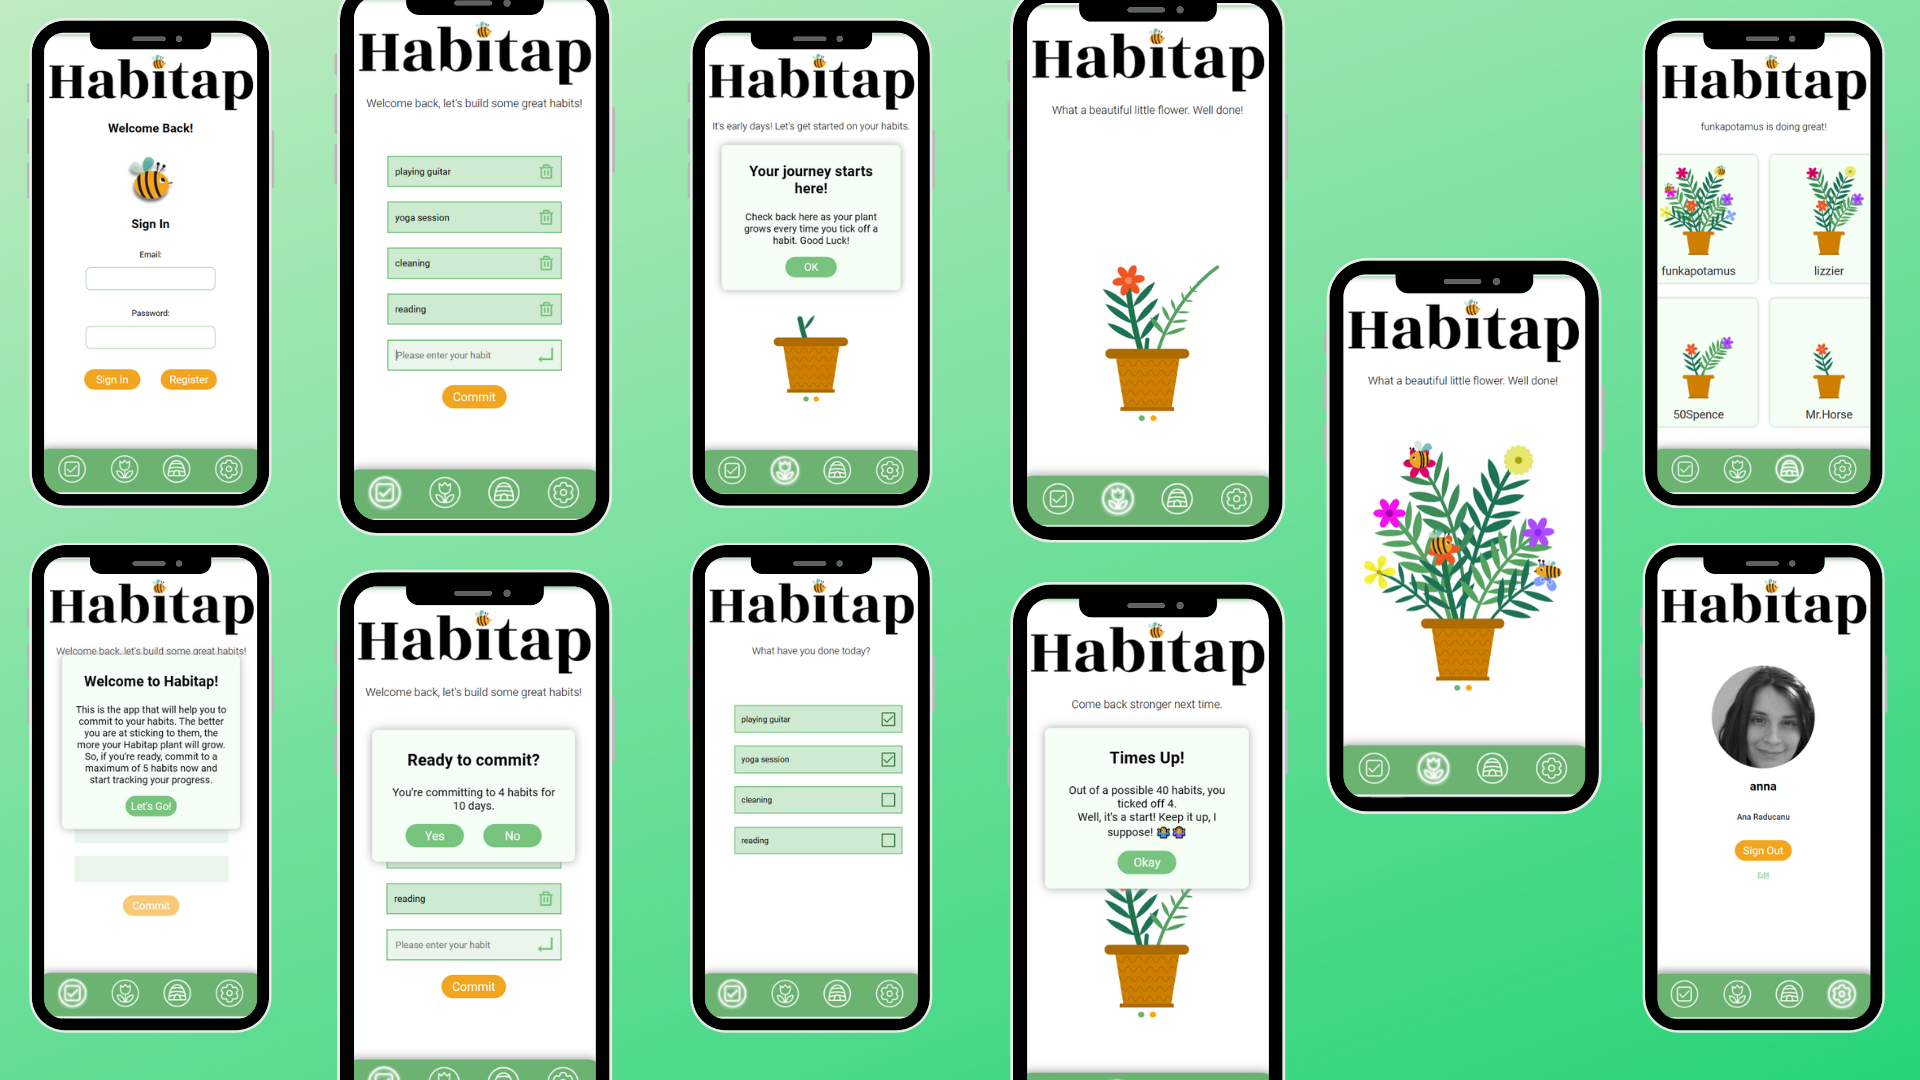 Habitap
Welcome Back!
Sign In
Email:
Password:
Sign In
Register
Habitap
Welcome back, let's build some great habits!
playing guitar
yoga session
cleaning
reading
Please enter your habit
Commit
Habitap
It's early days! Let's get started on your habits.
Your journey starts
here!
Check back here as your plant
grows every time you tick off a
habit. Good Luck!
OK
Habitap
What a beautiful little flower. Well done!
Habitap
What a beautiful little flower. Well done!
Habitap
funkapotamus is doing great!
funkapotamus
lizzier
50Spence
Mr.Horse
Habitap
Welcome back, let's build some great habits!
Welcome to Habitap!
This is the app that will help you to
commit to your habits. The better
you are at sticking to them, the
more your Habitap plant will grow.
So, if you're ready, commit to a
maximum of 5 habits now and
start tracking your progress.
Let's Go!
Commit
Habitap
Welcome back, let's build some great habits!
Ready to commit?
You're committing to 4 habits for
10 days.
Yes
No
reading
Please enter your habit
Commit
Habitap
What have you done today?
playing guitar
yoga session
cleaning
reading
Habitap
Come back stronger next time.
Times Up!
Out of a possible 40 habits, you
ticked off 4.
Well, it's a start! Keep it up, I
suppose! 🤷‍♂️🤷‍♀️
Okay
Habitap
anna
Ana Raducanu
Sign Out
Edit